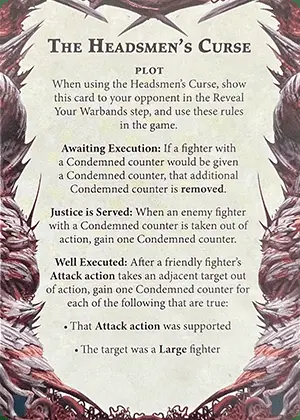 THE HEADSMEN'S CURSE
PLOT
When using the Headsmen's Curse, show
this card to your opponent in the Reveal
Your Warbands step, and use these rules
in the game.
Awaiting Execution: If a fighter with
a Condemned counter would be given
a Condemned counter, that additional
Condemned counter is removed.
Justice is Served: When an enemy fighter
with a Condemned counter is taken out of
action, gain one Condemned counter.
Well Executed: After a friendly fighter's
Attack action takes an adjacent target out
of action, gain one Condemned counter for
each of the following that are true:
• That Attack action was supported
• The target was a Large fighter